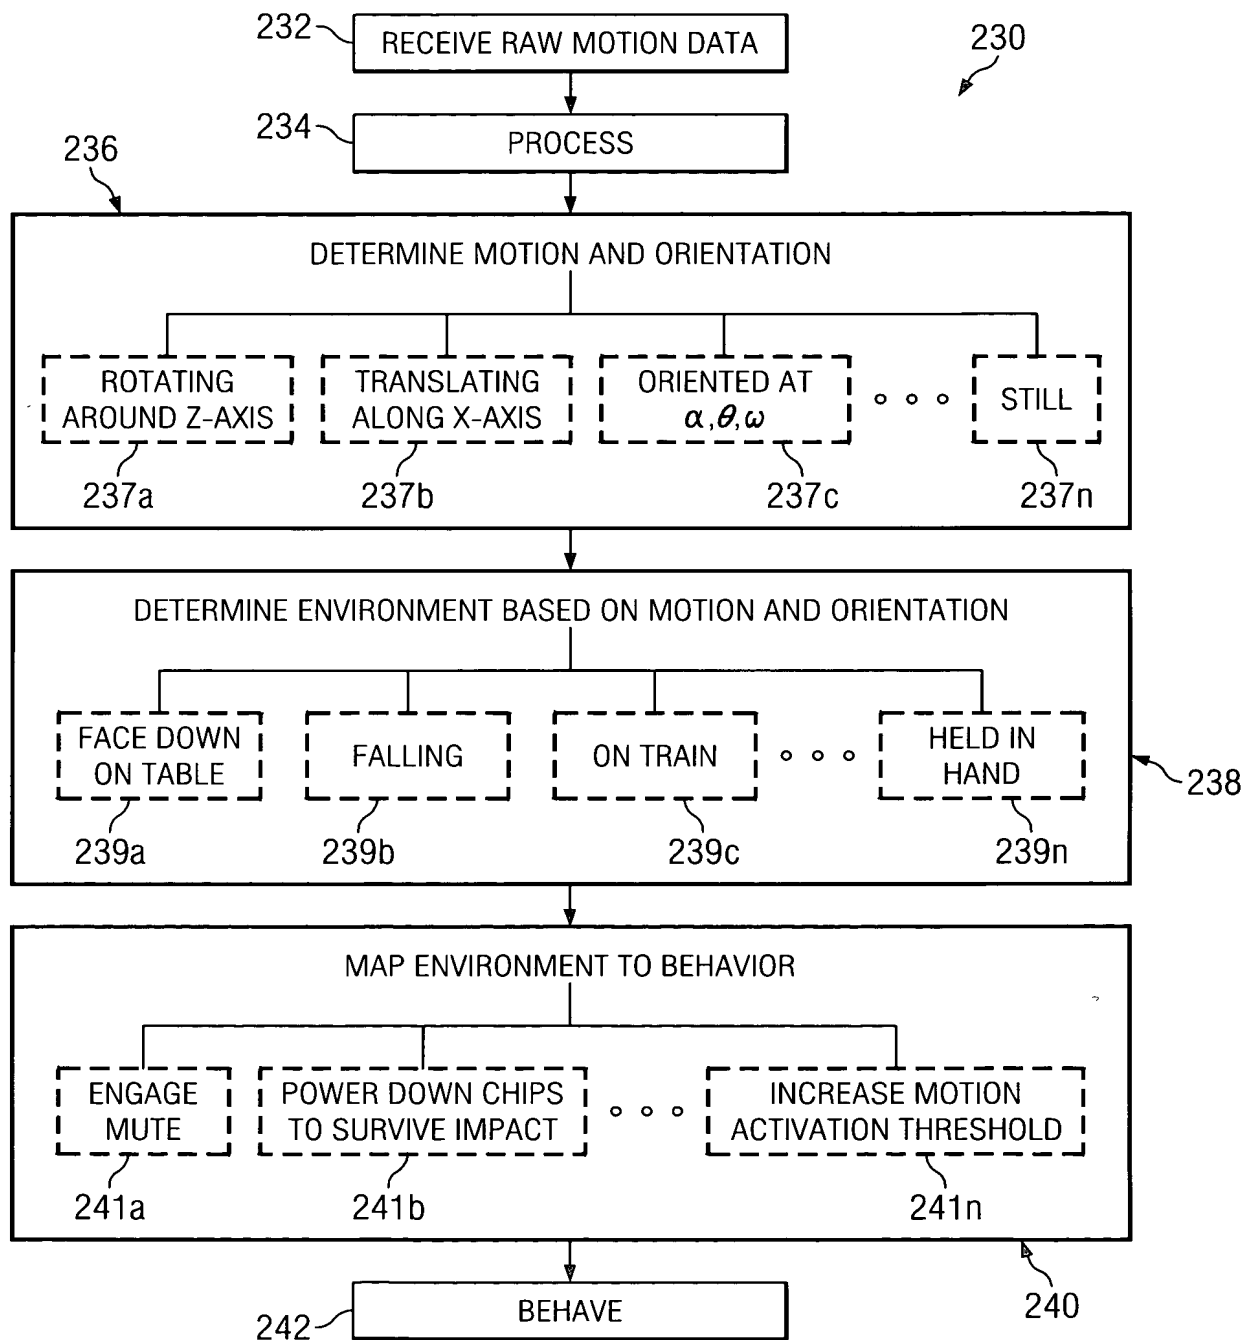 232
RECEIVE RAW MOTION DATA
230
234
PROCESS
236
DETERMINE MOTION AND ORIENTATION
ROTATING
AROUND Z-AXIS
TRANSLATING
ALONG X-AXIS
ORIENTED AT
α,θ,ω
STILL
237a
237b
237c
237n
DETERMINE ENVIRONMENT BASED ON MOTION AND ORIENTATION
FACE DOWN
ON TABLE
FALLING
ON TRAIN
HELD IN
HAND
238
239a
239b
239c
239n
MAP ENVIRONMENT TO BEHAVIOR
ENGAGE
MUTE
POWER DOWN CHIPS
TO SURVIVE IMPACT
INCREASE MOTION
ACTIVATION THRESHOLD
241a
241b
241n
240
242
BEHAVE